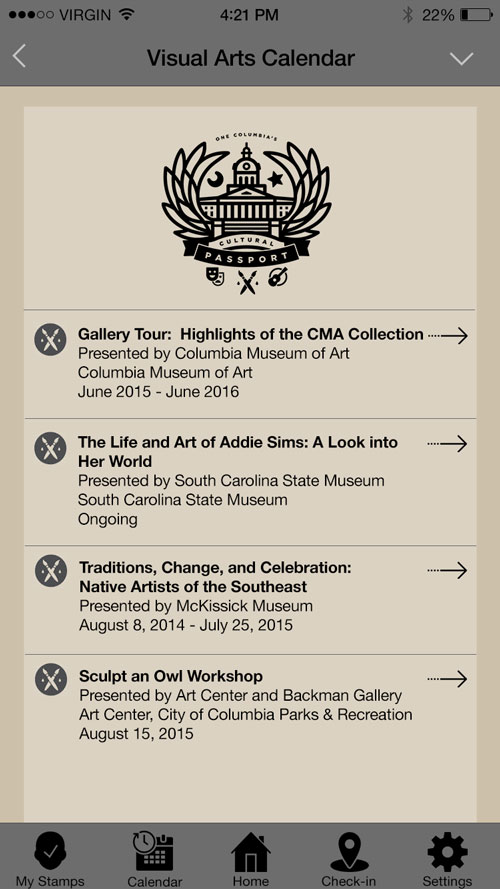 VIRGIN 4:21 PM 22%
Visual Arts Calendar
ONE COLUMBIA'S
CULTURAL
PASSPORT
Gallery Tour:  Highlights of the CMA Collection
Presented by Columbia Museum of Art
Columbia Museum of Art
June 2015 - June 2016
The Life and Art of Addie Sims: A Look into
Her World
Presented by South Carolina State Museum
South Carolina State Museum
Ongoing
Traditions, Change, and Celebration:
Native Artists of the Southeast
Presented by McKissick Museum
August 8, 2014 - July 25, 2015
Sculpt an Owl Workshop
Presented by Art Center and Backman Gallery
Art Center, City of Columbia Parks & Recreation
August 15, 2015
My Stamps Calendar Home Check-in Settings